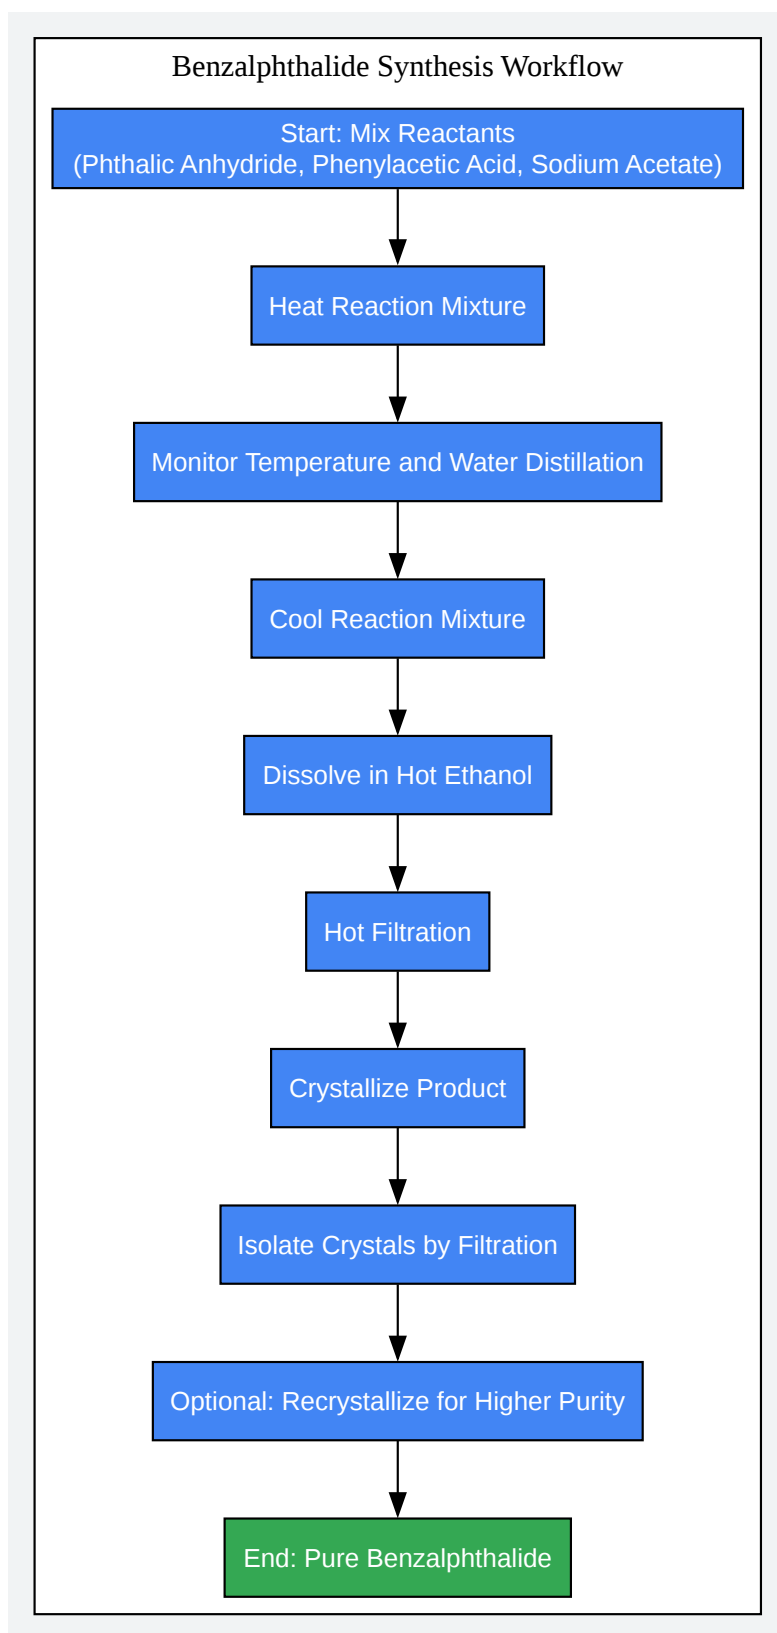 Benzalphthalide Synthesis Workflow
Start: Mix Reactants
(Phthalic Anhydride, Phenylacetic Acid, Sodium Acetate)
Heat Reaction Mixture
Monitor Temperature and Water Distillation
Cool Reaction Mixture
Dissolve in Hot Ethanol
Hot Filtration
Crystallize Product
Isolate Crystals by Filtration
Optional: Recrystallize for Higher Purity
End: Pure Benzalphthalide